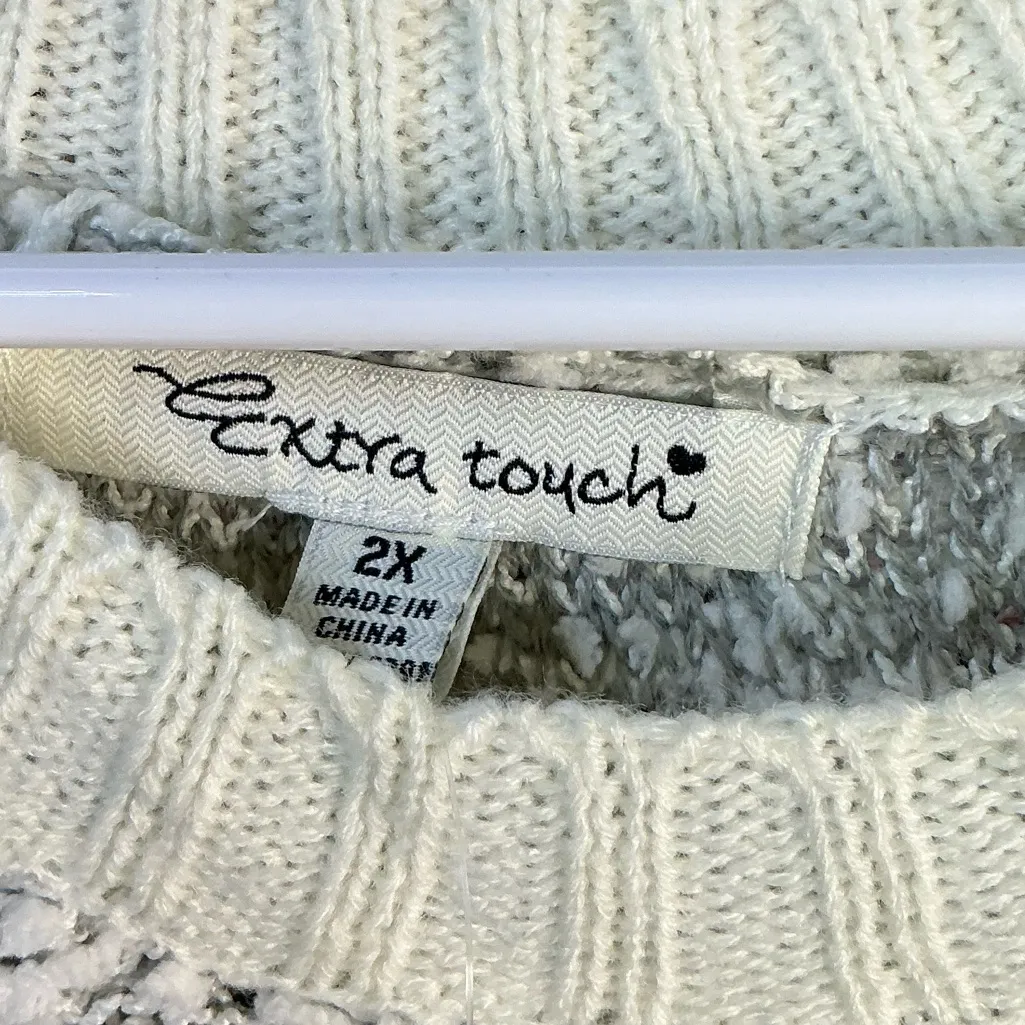 Extra touch
2X
MADE IN
CHINA